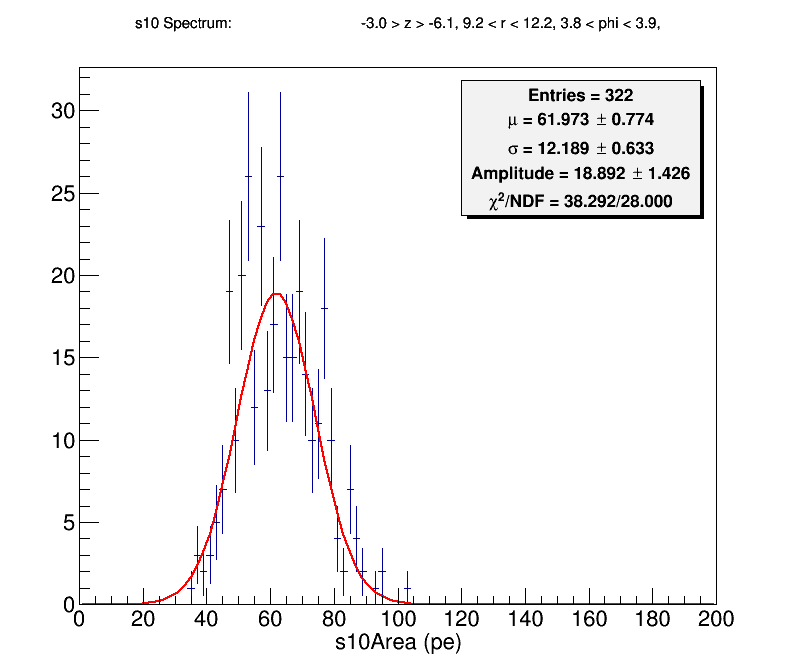 s10 Spectrum: -3.0 > z > -6.1, 9.2 < r < 12.2, 3.8 < phi < 3.9,
Entries = 322
μ = 61.973 ± 0.774
σ = 12.189 ± 0.633
Amplitude = 18.892 ± 1.426
χ²/NDF = 38.292/28.000
30
25
20
15
10
5
0
0 20 40 60 80 100 120 140 160 180 200
s10Area (pe)